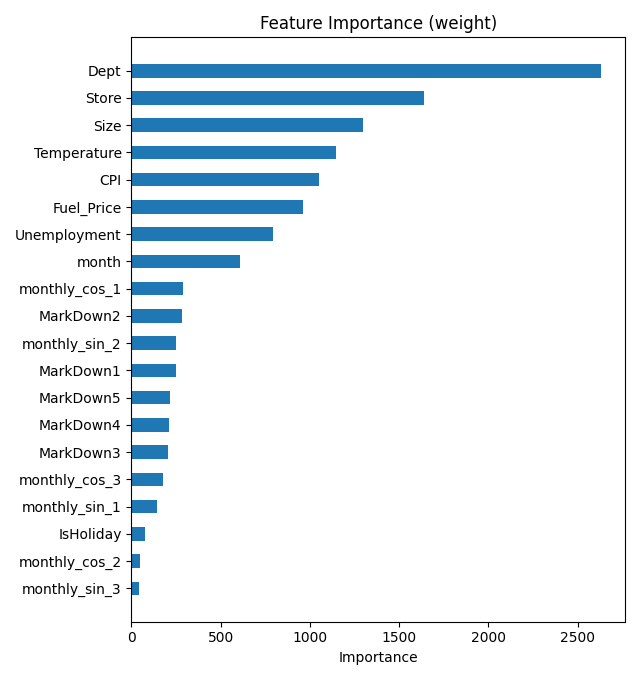 Feature Importance (weight)
Dept
Store
Size
Temperature
CPI
Fuel_Price
Unemployment
month
monthly_cos_1
MarkDown2
monthly_sin_2
MarkDown1
MarkDown5
MarkDown4
MarkDown3
monthly_cos_3
monthly_sin_1
IsHoliday
monthly_cos_2
monthly_sin_3
0 500 1000 1500 2000 2500
Importance